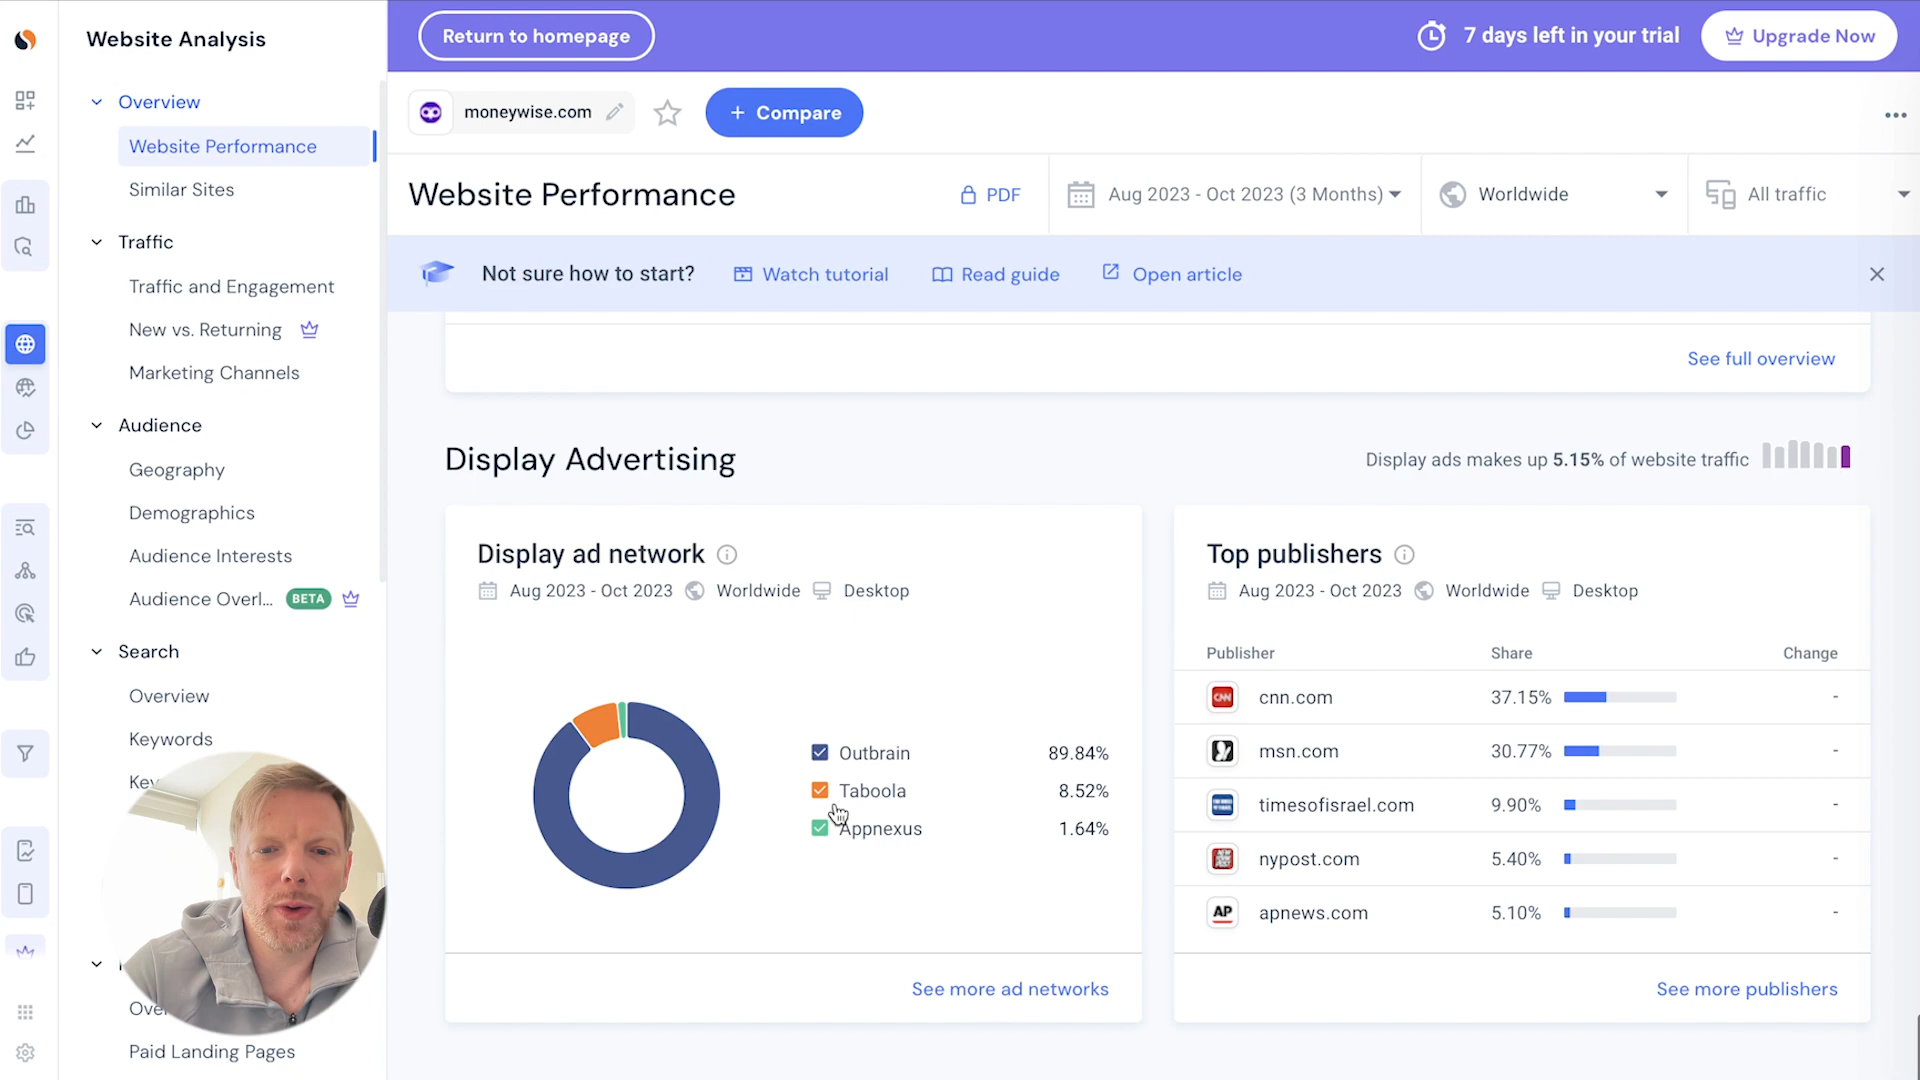 Website Analysis
Overview
Website Performance
Similar Sites
Traffic
Traffic and Engagement
New vs. Returning
Marketing Channels
Audience
Geography
Demographics
Audience Interests
Audience Overl... BETA
Search
Overview
Keywords
Paid Landing Pages
Return to homepage
7 days left in your trial
Upgrade Now
moneywise.com
+ Compare
Website Performance
PDF
Aug 2023 - Oct 2023 (3 Months)
Worldwide
All traffic
Not sure how to start?
Watch tutorial
Read guide
Open article
See full overview
Display Advertising
Display ads makes up 5.15% of website traffic
Display ad network
Aug 2023 - Oct 2023 Worldwide Desktop
Outbrain 89.84%
Taboola 8.52%
Appnexus 1.64%
See more ad networks
Top publishers
Aug 2023 - Oct 2023 Worldwide Desktop
Publisher Share Change
CNN cnn.com 37.15% -
msn.com 30.77% -
timesofisrael.com 9.90% -
nypost.com 5.40% -
AP apnews.com 5.10% -
See more publishers